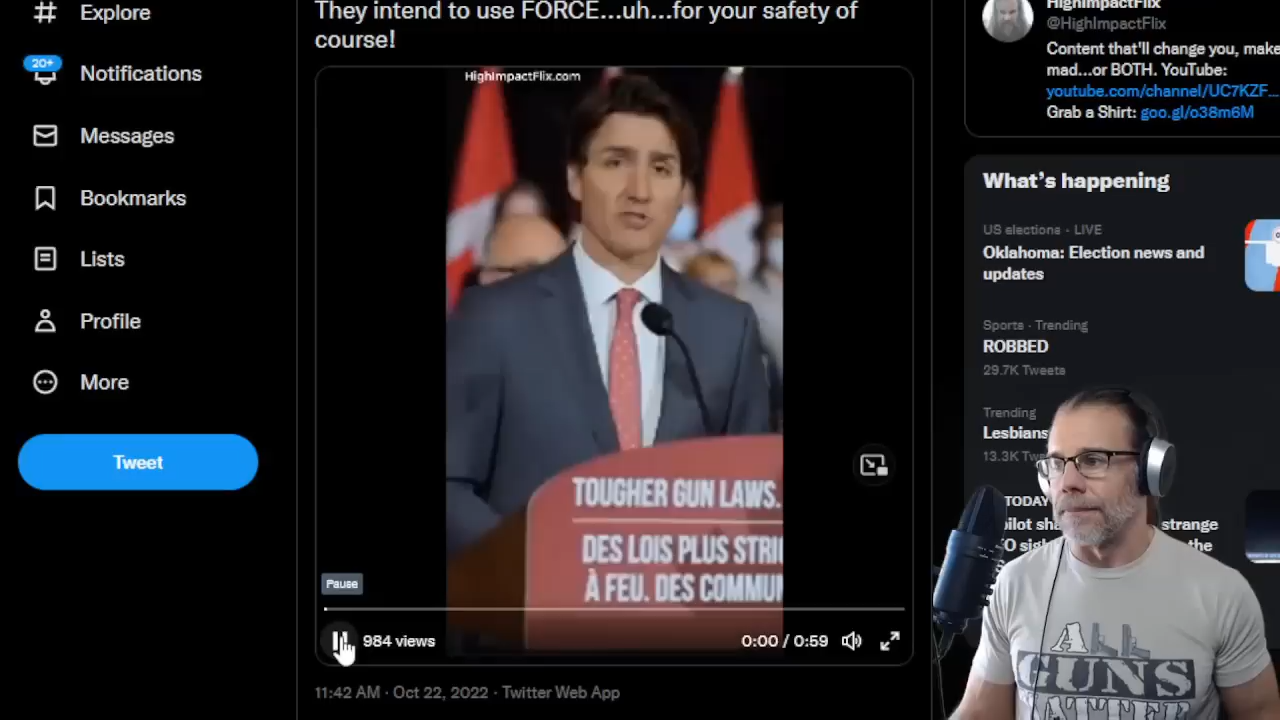 Explore
20+
Notifications
Messages
Bookmarks
Lists
Profile
More
Tweet
They intend to use FORCE...uh...for your safety of
course!
HighImpactFlix.com
TOUGHER GUN LAWS.
DES LOIS PLUS
À FEU. DES
Pause
984 views
0:00 / 0:59
11:42 AM · Oct 22, 2022 · Twitter Web App
HighImpactFlix
@HighImpactFlix
Content that'll change you, make
mad...or BOTH. YouTube:
youtube.com/channel/UC7KZF...
Grab a Shirt: goo.gl/o38m6M
What's happening
US elections · LIVE
Oklahoma: Election news and
updates
Sports · Trending
ROBBED
29.7K Tweets
Trending
Lesbians
13.3K
TODAY
strange
the
GUNS